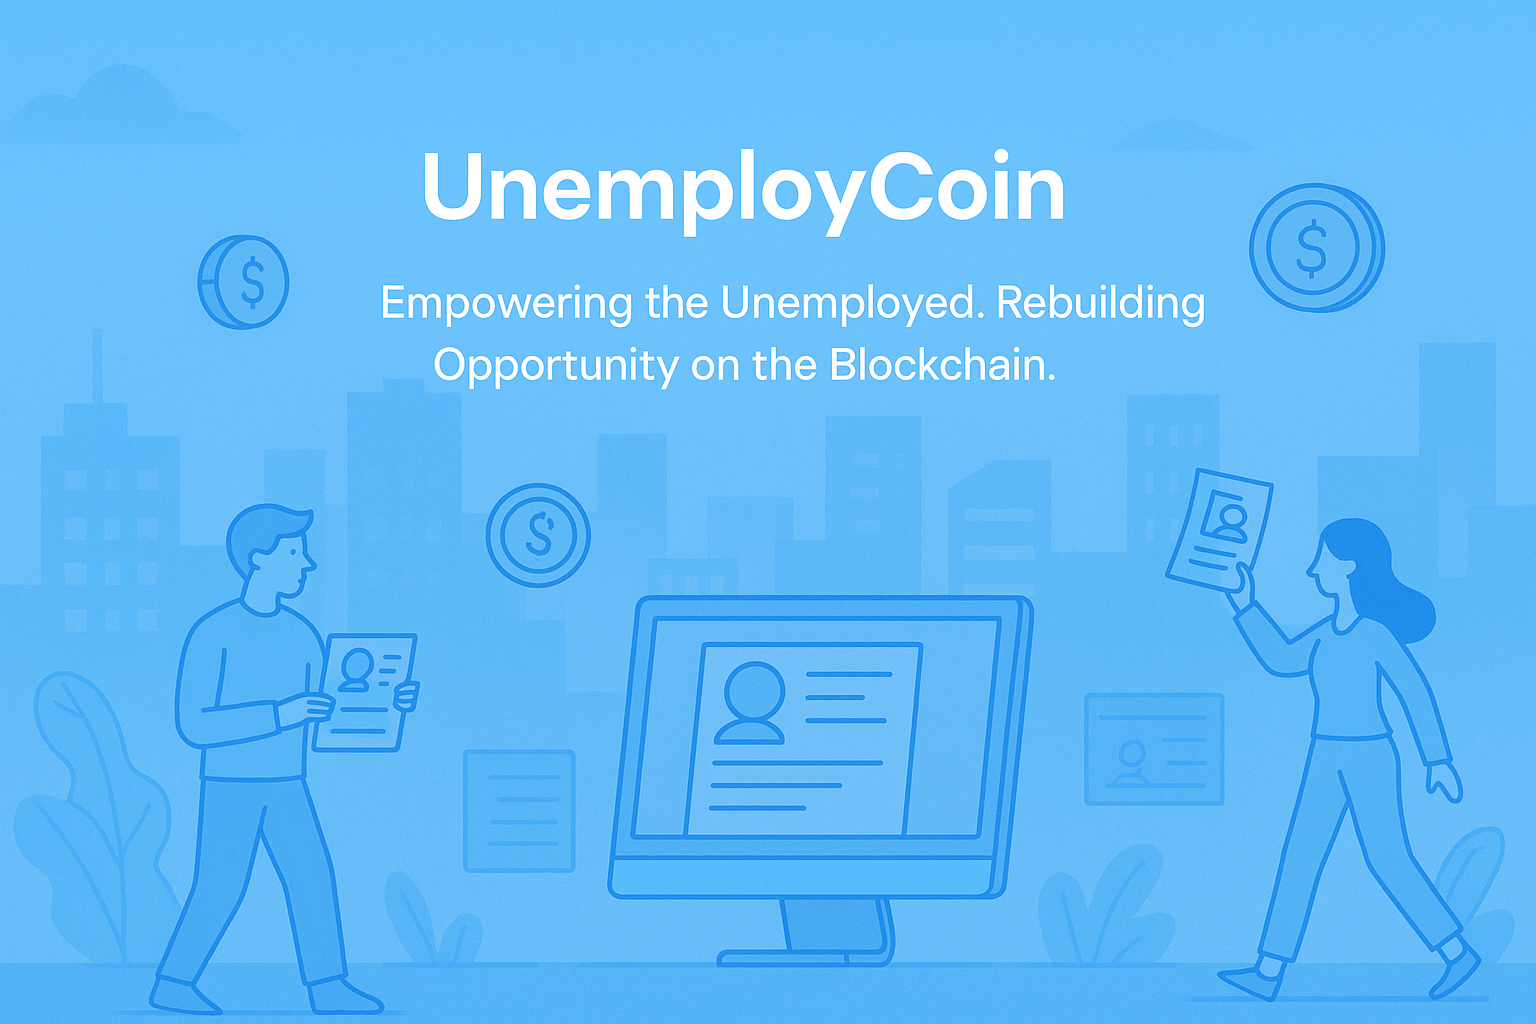 UnemployCoin
Empowering the Unemployed. Rebuilding
Opportunity on the Blockchain.
$
$
$